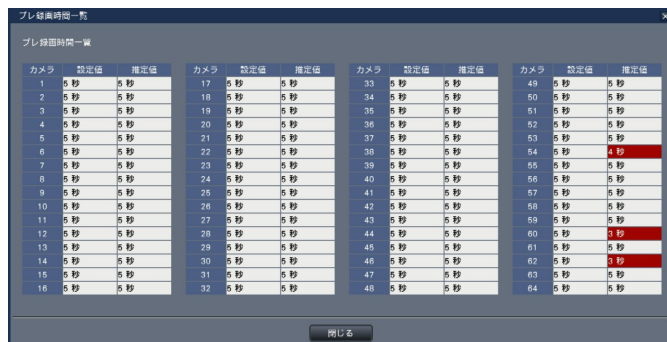 プレ録画時間一覧
プレ録画時間一覧
カメラ 設定値 推定値 カメラ 設定値 推定値 カメラ 設定値 推定値 カメラ 設定値 推定値
1 5 秒 5 秒 17 5 秒 5 秒 33 5 秒 5 秒 49 5 秒 5 秒
2 5 秒 5 秒 18 5 秒 5 秒 34 5 秒 5 秒 50 5 秒 5 秒
3 5 秒 5 秒 19 5 秒 5 秒 35 5 秒 5 秒 51 5 秒 5 秒
4 5 秒 5 秒 20 5 秒 5 秒 36 5 秒 5 秒 52 5 秒 5 秒
5 5 秒 5 秒 21 5 秒 5 秒 37 5 秒 5 秒 53 5 秒 5 秒
6 5 秒 5 秒 22 5 秒 5 秒 38 5 秒 5 秒 54 5 秒 4 秒
7 5 秒 5 秒 23 5 秒 5 秒 39 5 秒 5 秒 55 5 秒 5 秒
8 5 秒 5 秒 24 5 秒 5 秒 40 5 秒 5 秒 56 5 秒 5 秒
9 5 秒 5 秒 25 5 秒 5 秒 41 5 秒 5 秒 57 5 秒 5 秒
10 5 秒 5 秒 26 5 秒 5 秒 42 5 秒 5 秒 58 5 秒 5 秒
11 5 秒 5 秒 27 5 秒 5 秒 43 5 秒 5 秒 59 5 秒 5 秒
12 5 秒 5 秒 28 5 秒 5 秒 44 5 秒 5 秒 60 5 秒 3 秒
13 5 秒 5 秒 29 5 秒 5 秒 45 5 秒 5 秒 61 5 秒 5 秒
14 5 秒 5 秒 30 5 秒 5 秒 46 5 秒 5 秒 62 5 秒 3 秒
15 5 秒 5 秒 31 5 秒 5 秒 47 5 秒 5 秒 63 5 秒 5 秒
16 5 秒 5 秒 32 5 秒 5 秒 48 5 秒 5 秒 64 5 秒 5 秒
閉じる